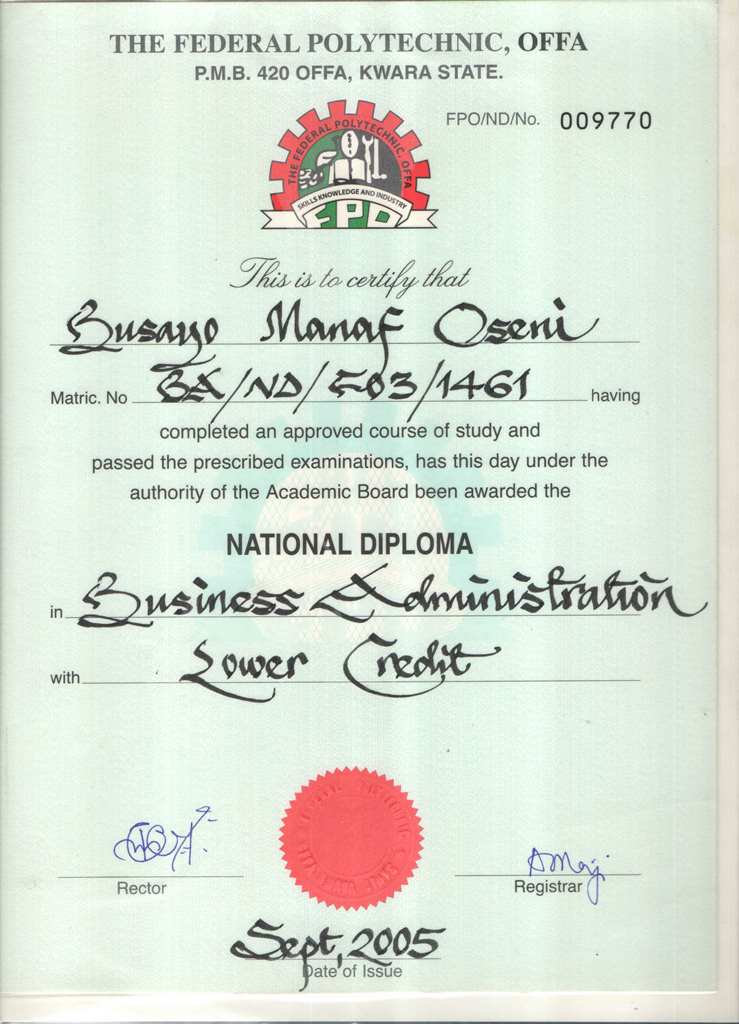 THE FEDERAL POLYTECHNIC, OFFA
P.M.B. 420 OFFA, KWARA STATE.
FPO/ND/No. 009770
THE FEDERAL POLYTECHNIC, OFFA
SKILLS KNOWLEDGE AND INDUSTRY
FPO
This is to certify that
Busayo Manaf Oseni
Matric. No BA/ND/F03/1461 having
completed an approved course of study and
passed the prescribed examinations, has this day under the
authority of the Academic Board been awarded the
NATIONAL DIPLOMA
in Business Administration
with Lower Credit
Rector
Registrar
Sept, 2005
Date of Issue